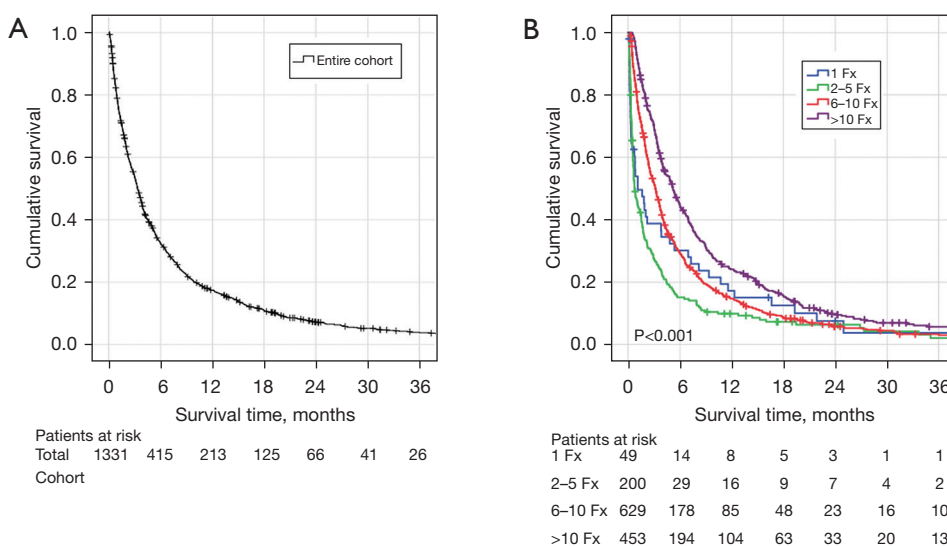 A
Cumulative survival
1.0
0.8
0.6
0.4
0.2
0.0
Entire cohort
0 6 12 18 24 30 36
Survival time, months
Patients at risk
Total 1331 415 213 125 66 41 26
Cohort
B
Cumulative survival
1.0
0.8
0.6
0.4
0.2
0.0
1 Fx
2–5 Fx
6–10 Fx
>10 Fx
P<0.001
0 6 12 18 24 30 36
Survival time, months
Patients at risk
1 Fx 49 14 8 5 3 1 1
2–5 Fx 200 29 16 9 7 4 2
6–10 Fx 629 178 85 48 23 16 10
>10 Fx 453 194 104 63 33 20 13